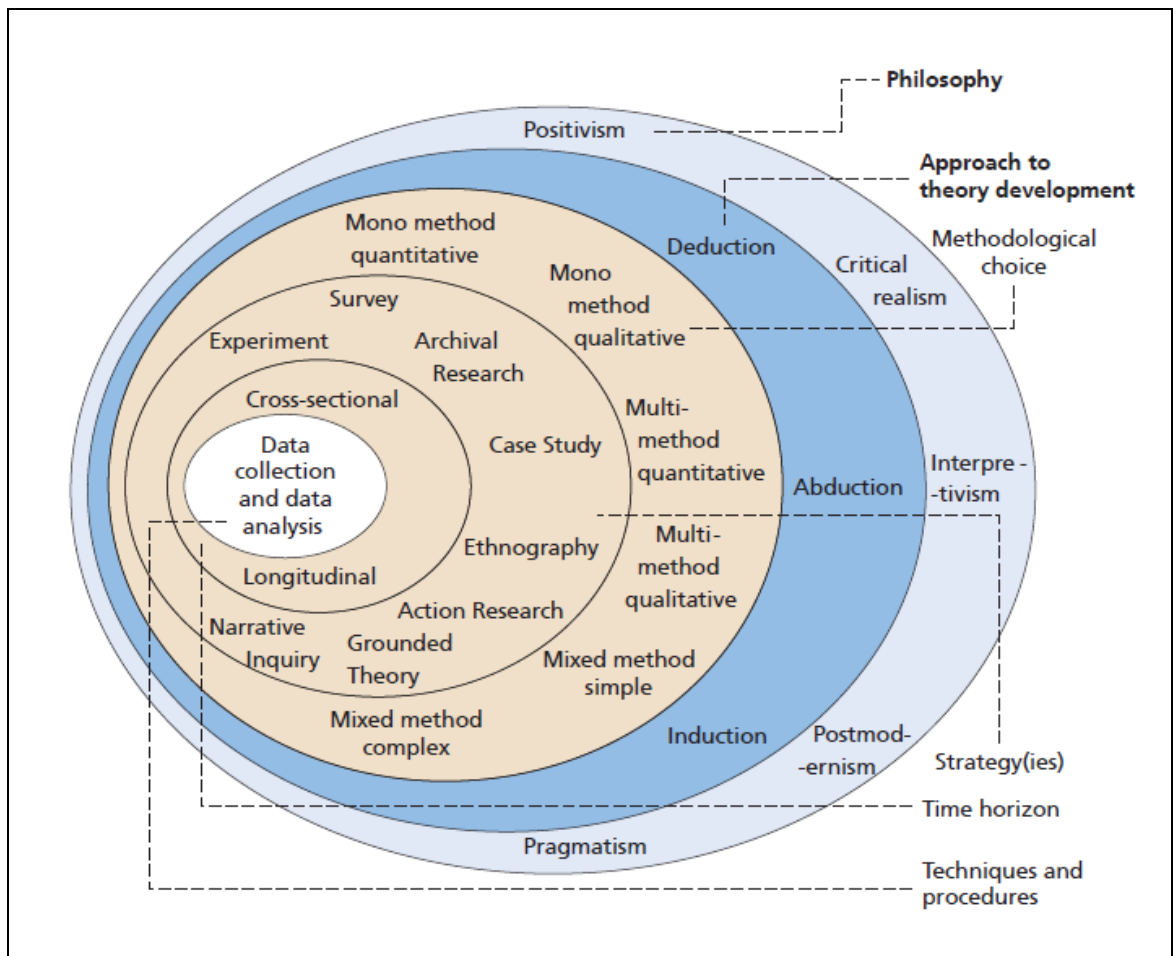 Philosophy
Positivism
Approach to
theory development
Mono method
quantitative
Deduction
Methodological
choice
Critical
realism
Mono
method
qualitative
Survey
Experiment
Archival
Research
Cross-sectional
Multi-
method
quantitative
Data
collection
and data
analysis
Case Study
Abduction
Interpre -
-tivism
Ethnography
Multi-
method
qualitative
Longitudinal
Action Research
Narrative
Inquiry
Grounded
Theory
Mixed method
simple
Mixed method
complex
Induction
Postmod-
-ernism
Strategy(ies)
Time horizon
Pragmatism
Techniques and
procedures